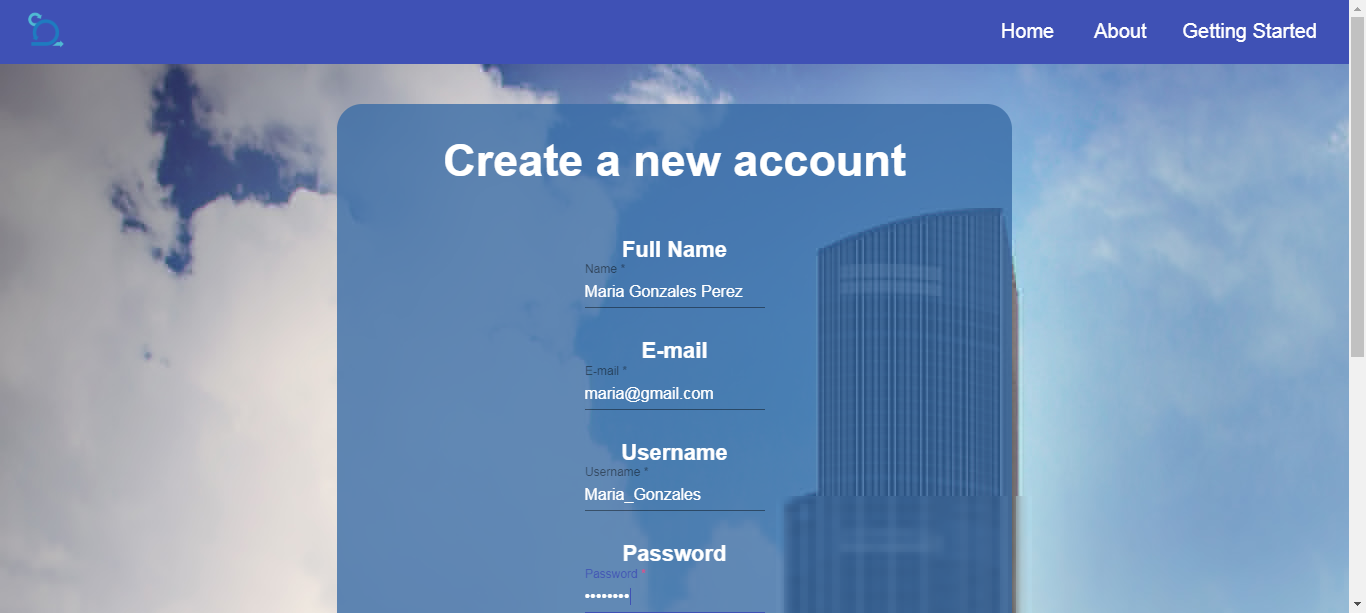 Home About Getting Started
Create a new account
Full Name
Name *
Maria Gonzales Perez
E-mail
E-mail *
maria@gmail.com
Username
Username *
Maria_Gonzales
Password
Password *
••••••••